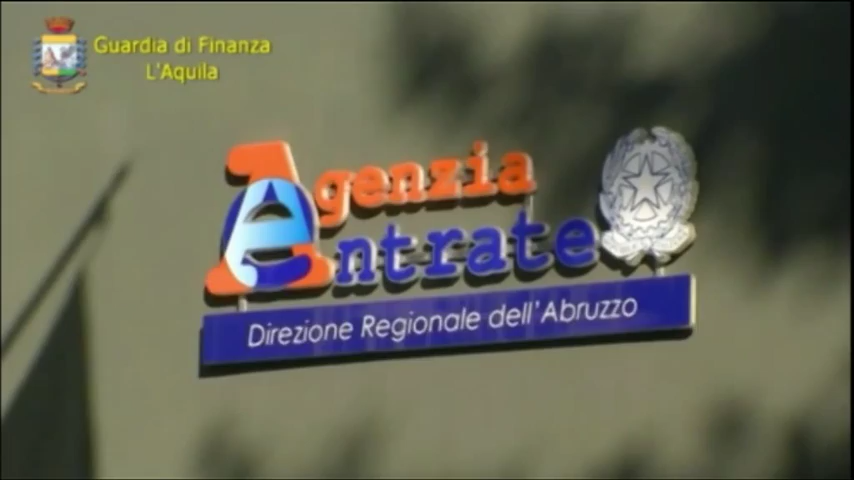 Guardia di Finanza
L'Aquila
Agenzia
entrate
Direzione Regionale dell'Abruzzo